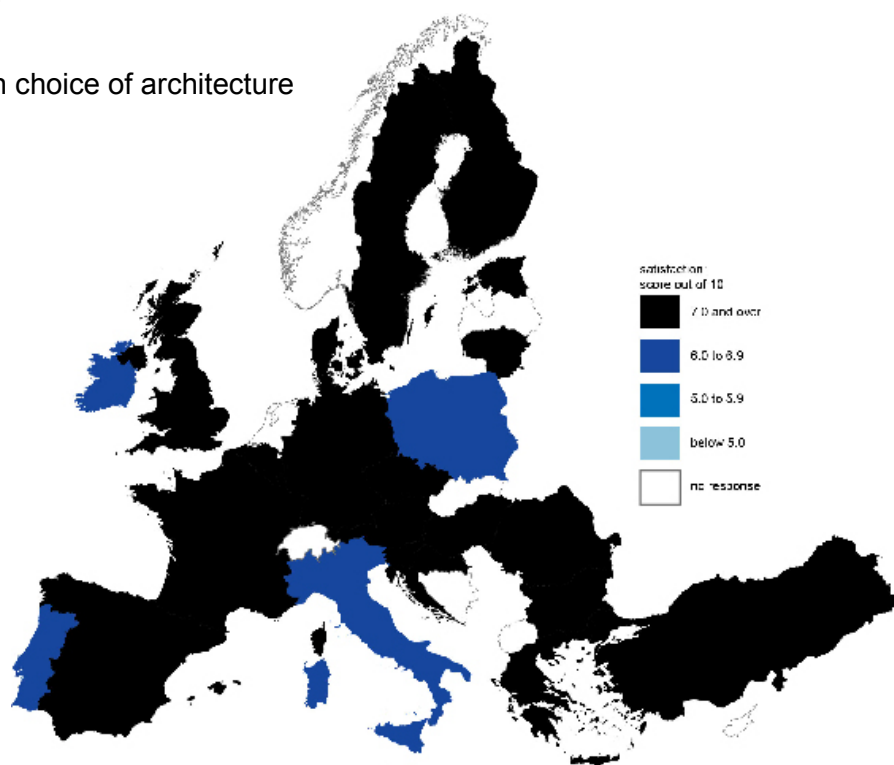 n choice of architecture
satisfaction:
score out of 10
7.0 and over
6.0 to 6.9
5.0 to 5.9
below 5.0
no response